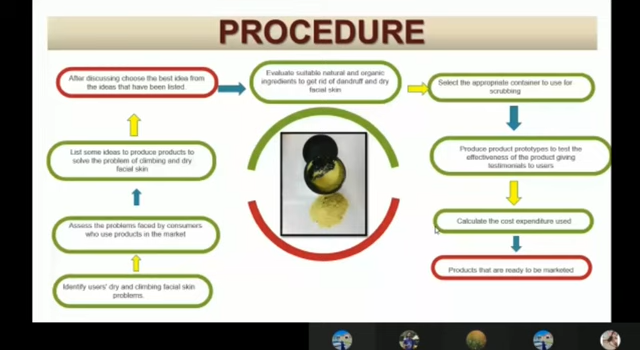 PROCEDURE
After discussing choose the best idea from
the ideas that have been listed
Evaluate suitable natural and organic
ingredients to get rid of dandruff and dry
facial skin
Select the appropriate container to use for
scrubbing
List some ideas to produce products to
solve the problem of climbing and dry
facial skin
Produce product prototypes to test the
effectiveness of the product giving
testimonials to users
Assess the problems faced by consumers
who use products in the market
Calculate the cost expenditure used
Identify users' dry and climbing facial skin
problems.
Products that are ready to be marketed